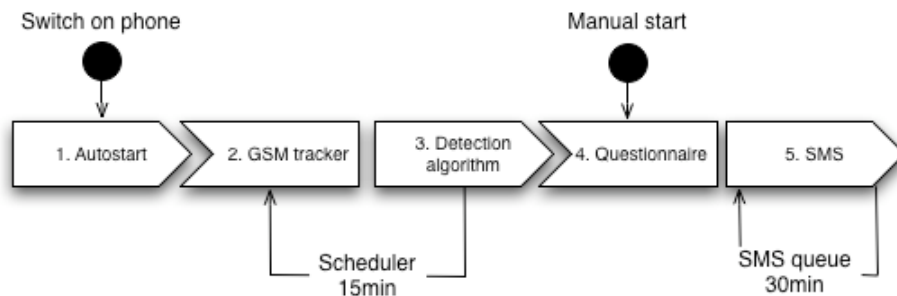 Switch on phone
Manual start
1. Autostart
2. GSM tracker
3. Detection
algorithm
4. Questionnaire
5. SMS
Scheduler
15min
SMS queue
30min